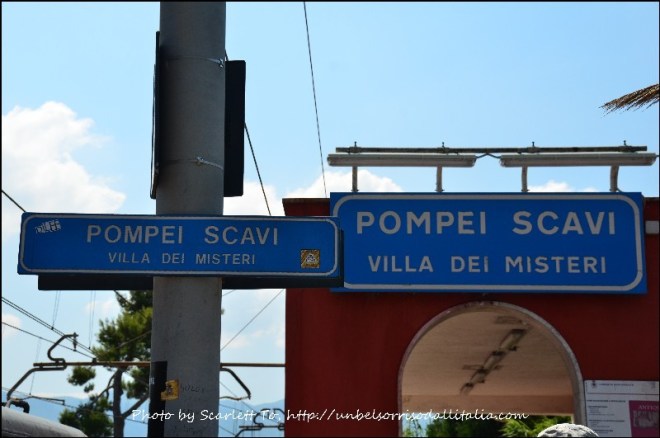 POMPEI SCAVI
VILLA DEI MISTERI
POMPEI SCAVI
VILLA DEI MISTERI
Photo by Scarlett Te, http://unbelsorrisodallitalia.com/